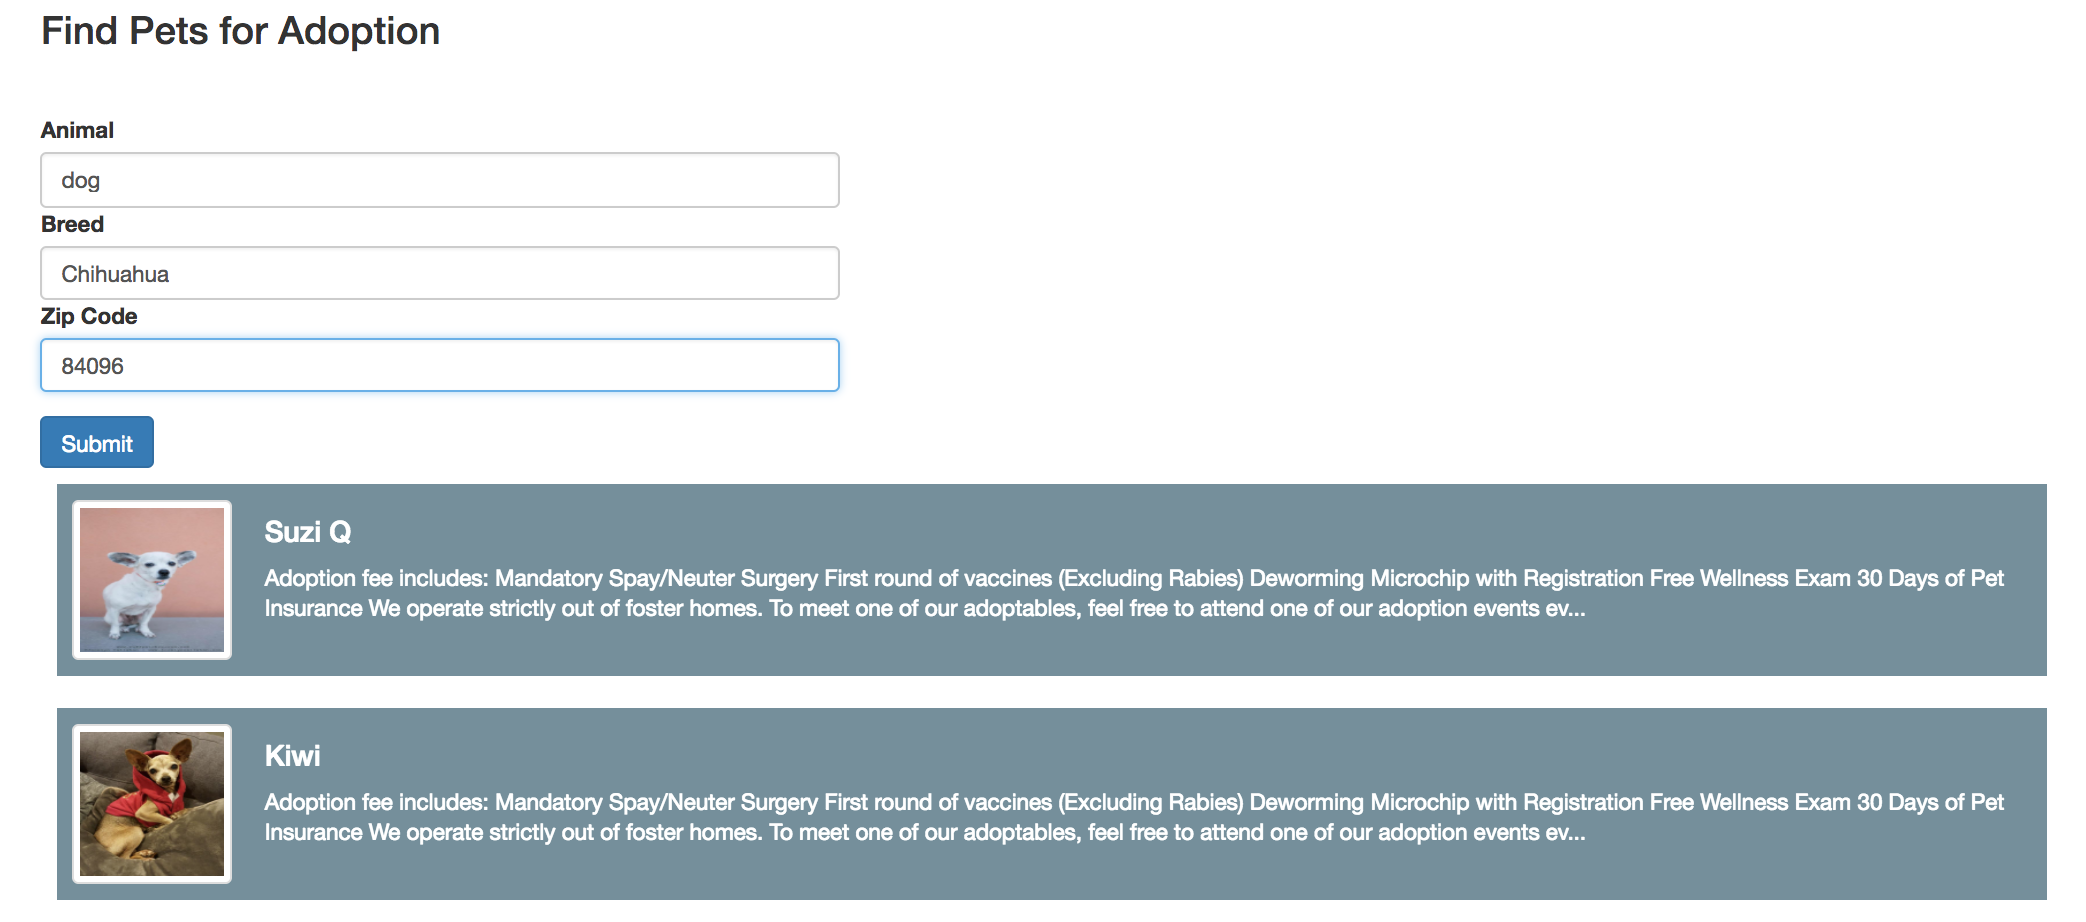 Find Pets for Adoption
Animal
dog
Breed
Chihuahua
Zip Code
84096
Submit
Suzi Q
Adoption fee includes: Mandatory Spay/Neuter Surgery First round of vaccines (Excluding Rabies) Deworming Microchip with Registration Free Wellness Exam 30 Days of Pet
Insurance We operate strictly out of foster homes. To meet one of our adoptables, feel free to attend one of our adoption events ev...
Kiwi
Adoption fee includes: Mandatory Spay/Neuter Surgery First round of vaccines (Excluding Rabies) Deworming Microchip with Registration Free Wellness Exam 30 Days of Pet
Insurance We operate strictly out of foster homes. To meet one of our adoptables, feel free to attend one of our adoption events ev...